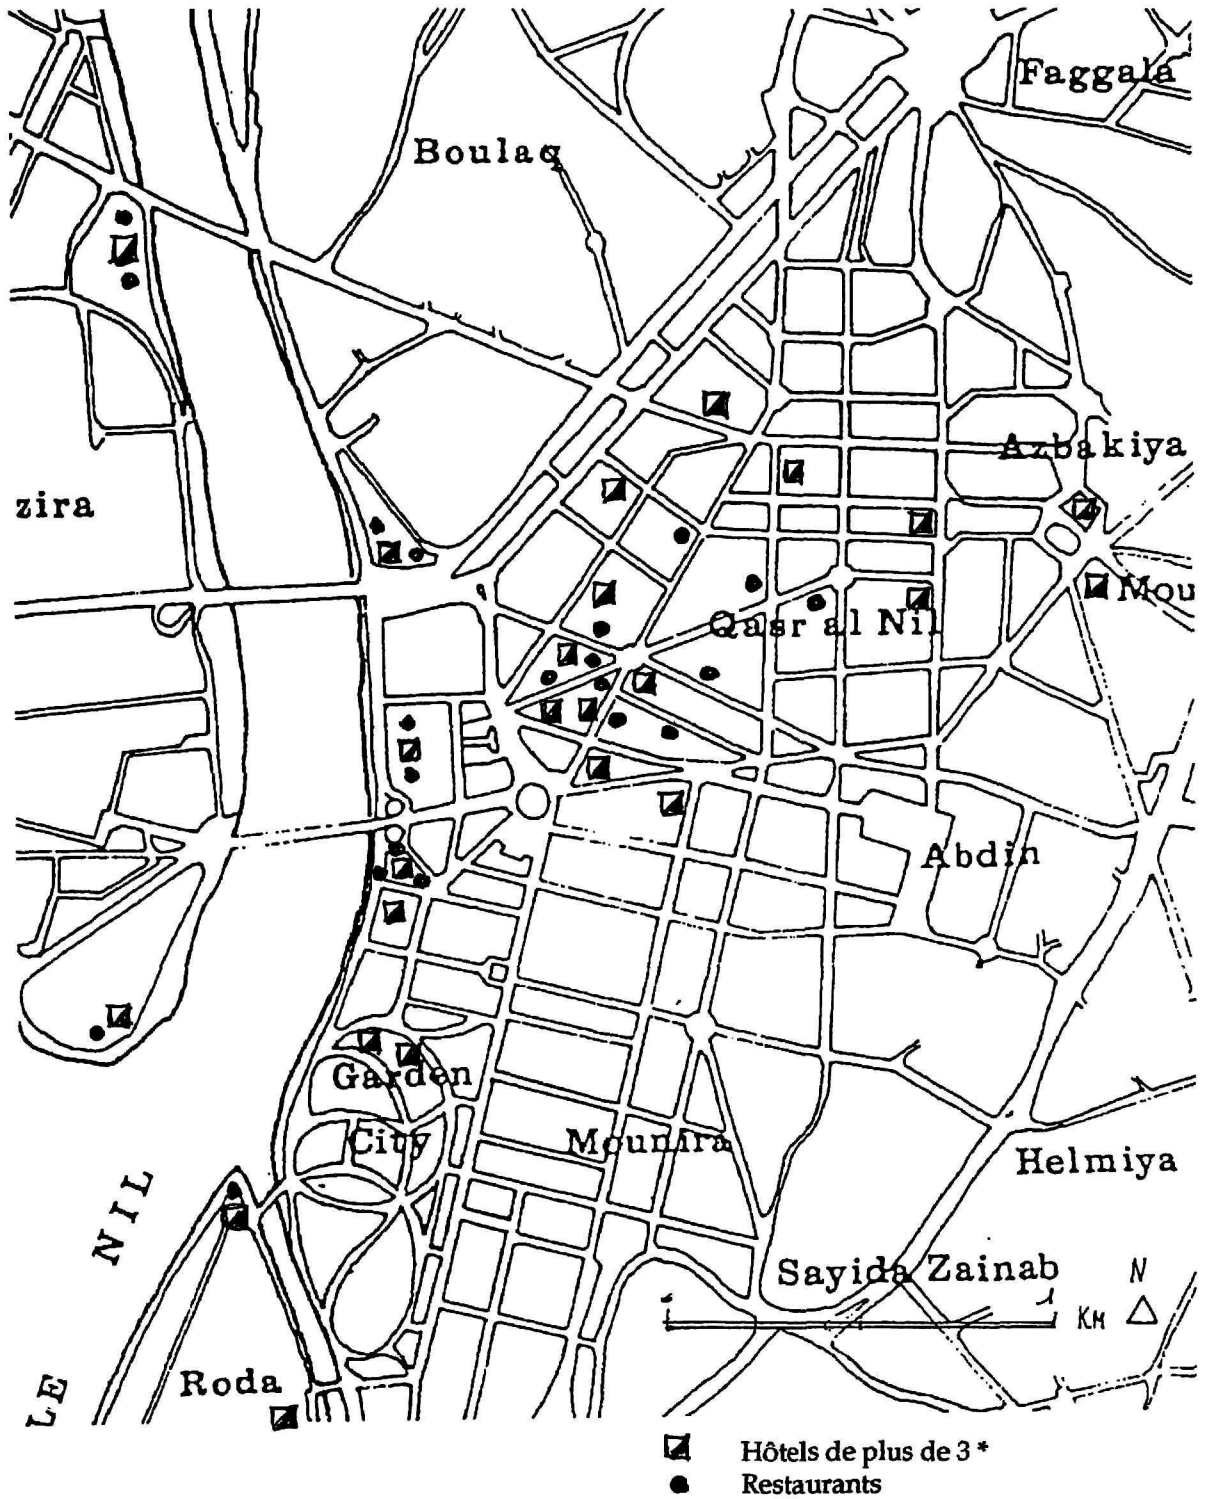 Faggala
Boulaq
Azbakiya
zira
Mou
Qasr al Nil
Abdin
Garden
City
Mounira
Helmiya
NIL
Sayida Zainab
N
1
KM
Roda
LE
Hôtels de plus de 3 *
Restaurants